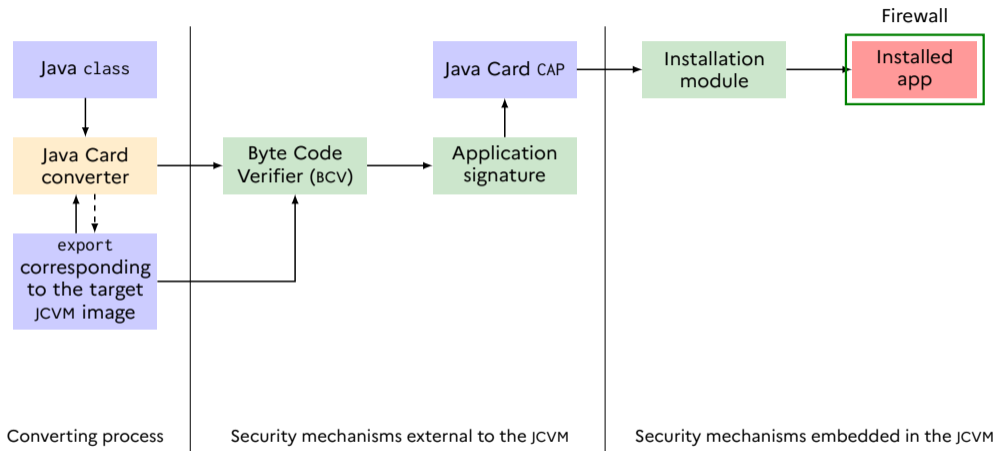 Firewall
Java class
Java Card CAP
Installation
module
Installed
app
Java Card
converter
Byte Code
Verifier (BCV)
Application
signature
export
corresponding
to the target
JCVM image
Converting process
Security mechanisms external to the JCVM
Security mechanisms embedded in the JCVM